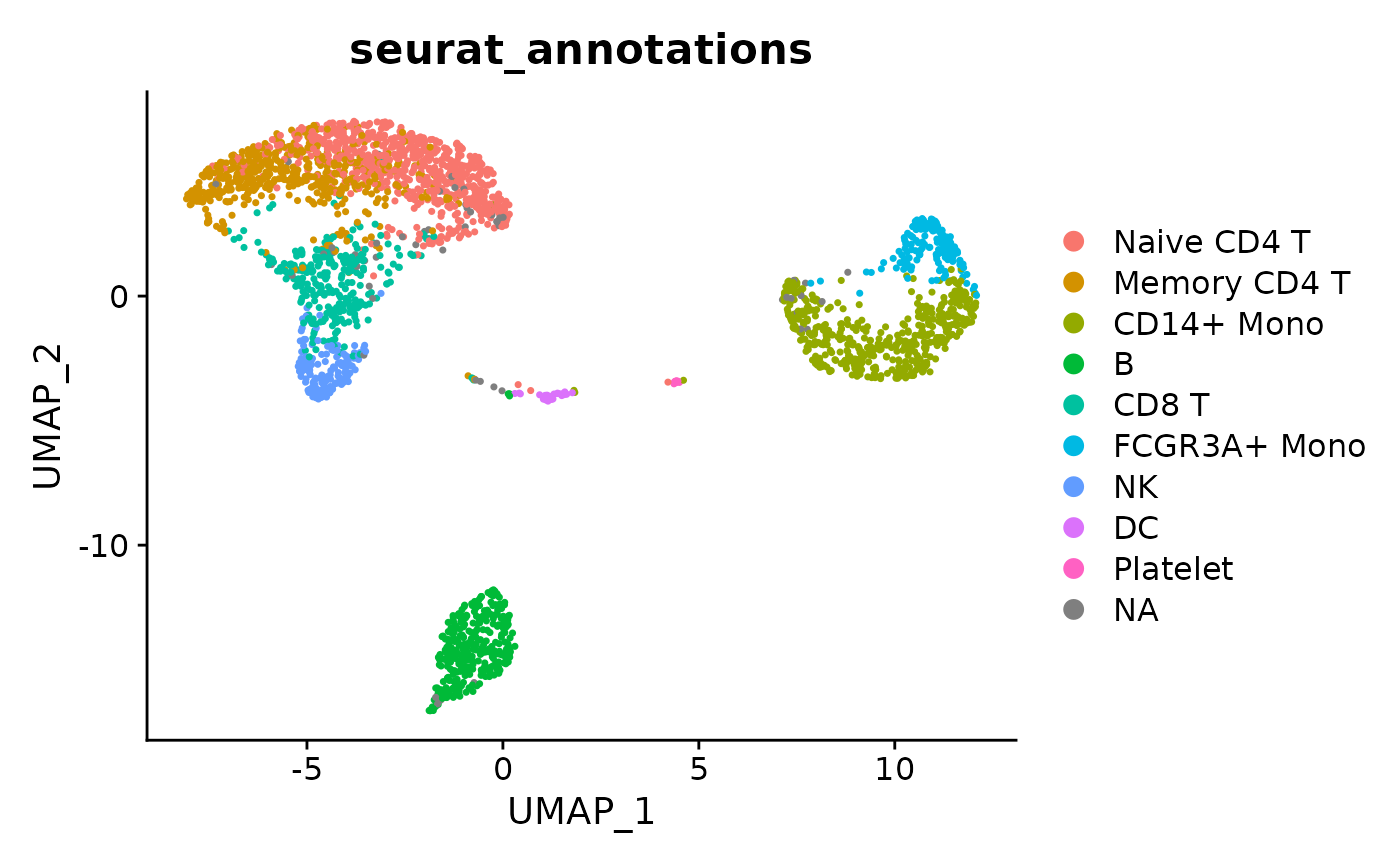 seurat_annotations
0
-10
UMAP_2
-5
0
5
10
UMAP_1
Naive CD4 T
Memory CD4 T
CD14+ Mono
B
CD8 T
FCGR3A+ Mono
NK
DC
Platelet
NA